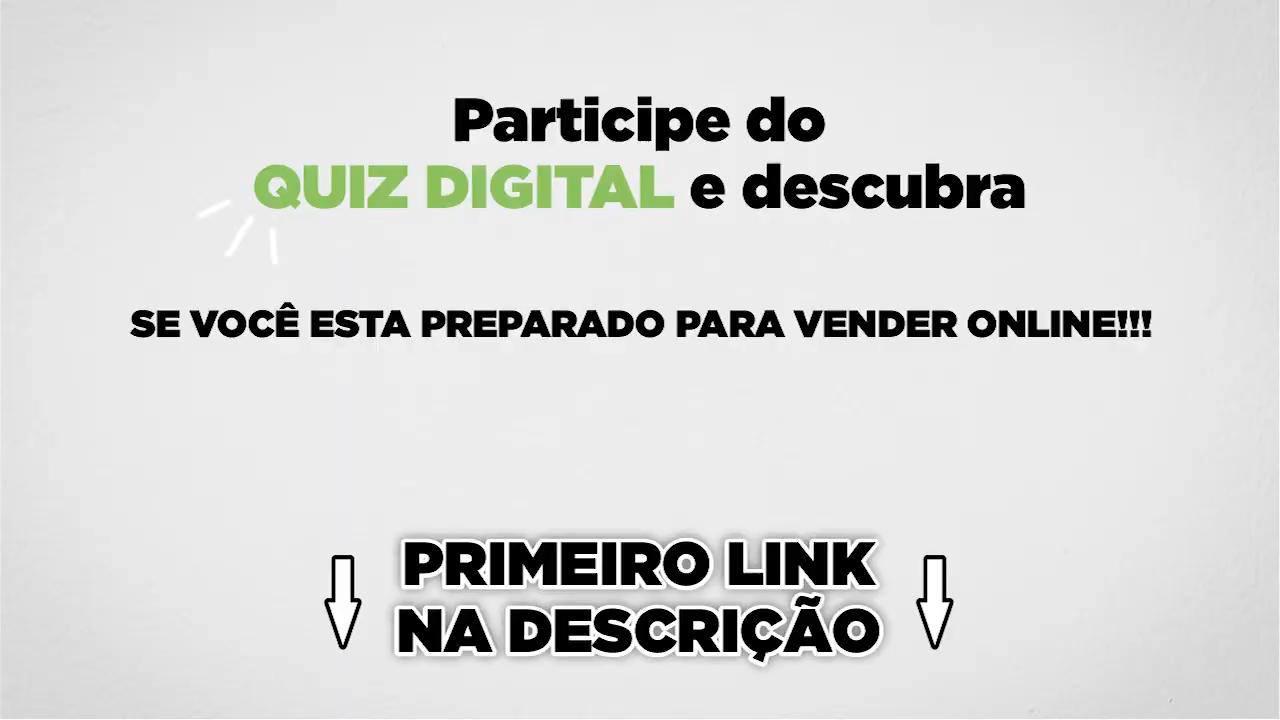 Participe do
QUIZ DIGITAL e descubra
SE VOCÊ ESTA PREPARADO PARA VENDER ONLINE!!!
PRIMEIRO LINK
NA DESCRIÇÃO